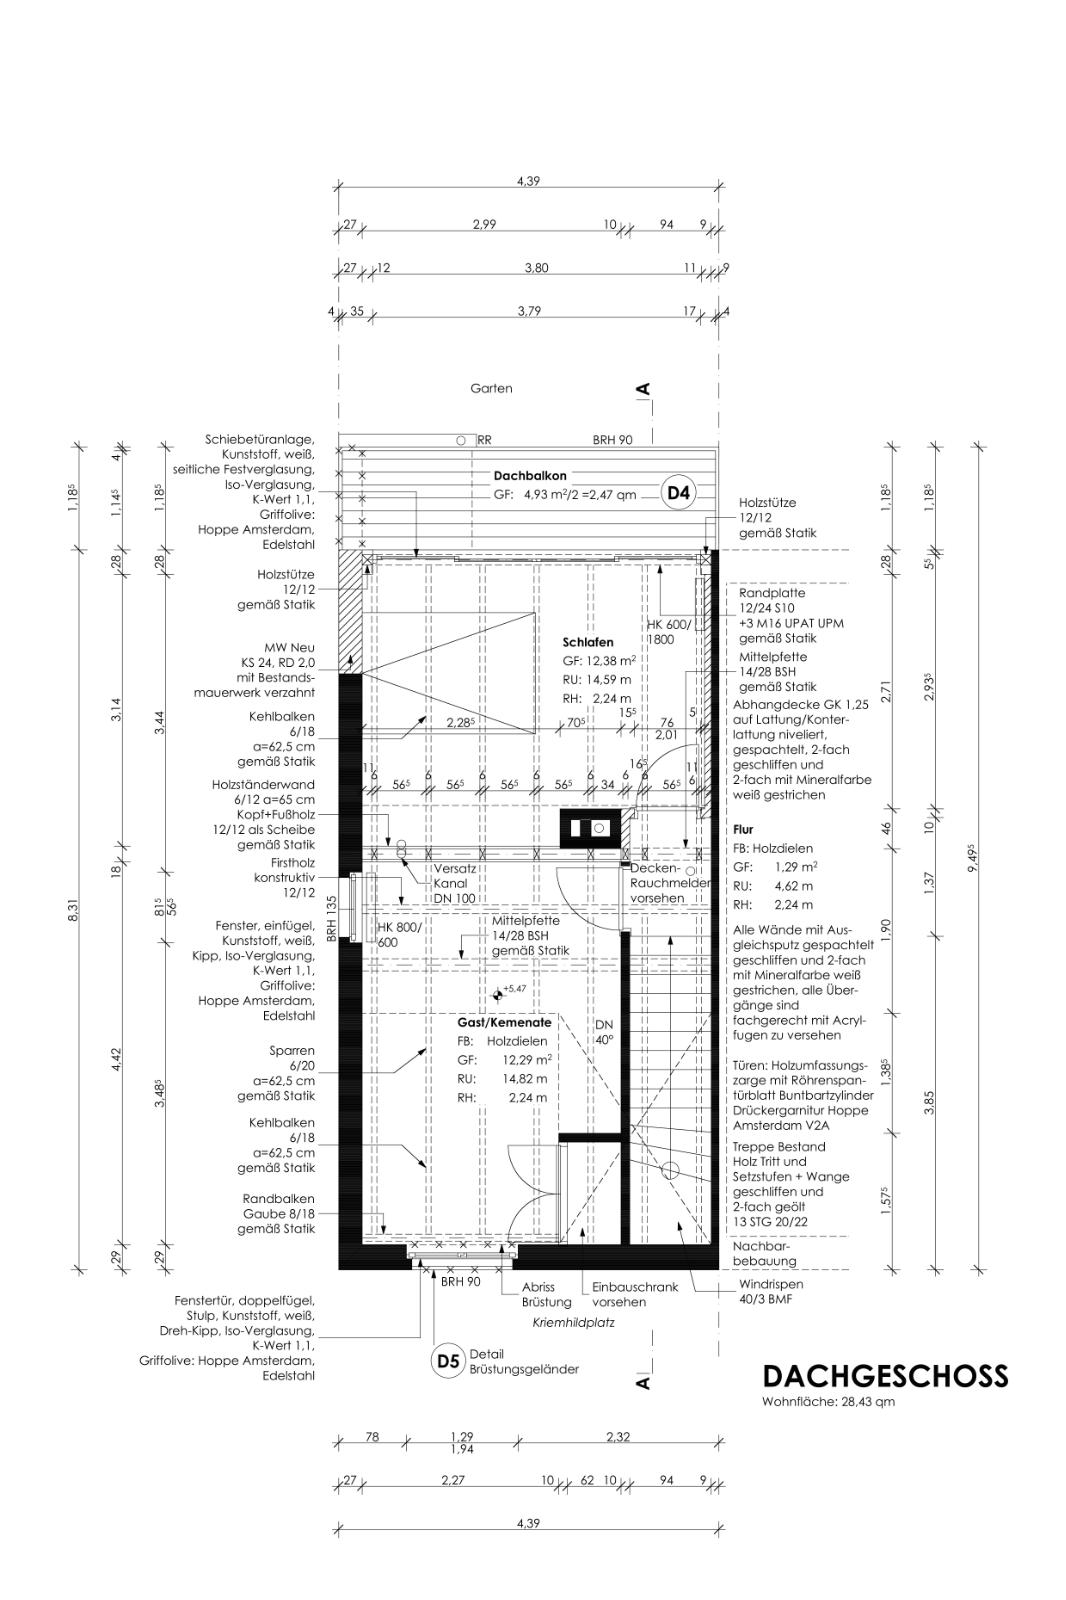 4,39
27 2,99 10 94 9
27 12 3,80 11 9
4 35 3,79 17 4
Garten
A
RR
BRH 90
Dachbalkon
GF: 4,93 m²/2 =2,47 qm
D4
Schiebetüranlage,
Kunststoff, weiß,
seitliche Festverglasung,
Iso-Verglasung,
K-Wert 1,1,
Griffolive:
Hoppe Amsterdam,
Edelstahl
Holzstütze
12/12
gemäß Statik
MW Neu
KS 24, RD 2,0
mit Bestands-
mauerwerk verzahnt
Kehlbalken
6/18
a=62,5 cm
gemäß Statik
Holzständerwand
6/12 a=65 cm
Kopf+Fußholz
12/12 als Scheibe
gemäß Statik
Firstholz
konstruktiv
12/12
Fenster, einfügel,
Kunststoff, weiß,
Kipp, Iso-Verglasung,
K-Wert 1,1,
Griffolive:
Hoppe Amsterdam,
Edelstahl
Sparren
6/20
a=62,5 cm
gemäß Statik
Kehlbalken
6/18
a=62,5 cm
gemäß Statik
Randbalken
Gaube 8/18
gemäß Statik
Fenstertür, doppelfügel,
Stulp, Kunststoff, weiß,
Dreh-Kipp, Iso-Verglasung,
K-Wert 1,1,
Griffolive: Hoppe Amsterdam,
Edelstahl
1,18⁵
8,31
4
1,14⁵
28
3,14
18
4,42
29
1,18⁵
28
3,44
81⁵
56⁵
3,48⁵
29
HK 600/
1800
Schlafen
GF: 12,38 m²
RU: 14,59 m
RH: 2,24 m
2,28⁵ 70⁵ 15⁵ 76 5
2,01
11 6 56⁵ 6 56⁵ 6 56⁵ 6 56⁵ 6 34 6 16⁵ 6 56⁵ 11 6
Versatz
Kanal
DN 100
Decken-
Rauchmelder
vorsehen
BRH 135
HK 800/
600
Mittelpfette
14/28 BSH
gemäß Statik
+5,47
Gast/Kemenate
FB: Holzdielen
GF: 12,29 m²
RU: 14,82 m
RH: 2,24 m
DN
40°
BRH 90
Abriss
Brüstung
Einbauschrank
vorsehen
Kriemhildplatz
D5
Detail
Brüstungsgeländer
A
Holzstütze
12/12
gemäß Statik
Randplatte
12/24 S10
+3 M16 UPAT UPM
gemäß Statik
Mittelpfette
14/28 BSH
gemäß Statik
Abhangdecke GK 1,25
auf Lattung/Konter-
lattung niveliert,
gespachtelt, 2-fach
geschliffen und
2-fach mit Mineralfarbe
weiß gestrichen
Flur
FB: Holzdielen
GF: 1,29 m²
RU: 4,62 m
RH: 2,24 m
Alle Wände mit Aus-
gleichsputz gespachtelt
geschliffen und 2-fach
mit Mineralfarbe weiß
gestrichen, alle Über-
gänge sind
fachgerecht mit Acryl-
fugen zu versehen
Türen: Holzumfassungs-
zarge mit Röhrenspan-
türblatt Buntbartzylinder
Drückergarnitur Hoppe
Amsterdam V2A
Treppe Bestand
Holz Tritt und
Setzstufen + Wange
geschliffen und
2-fach geölt
13 STG 20/22
Nachbar-
bebauung
Windrispen
40/3 BMF
1,18⁵
28
2,71
46
1,90
1,38⁵
1,57⁵
1,18⁵
5⁵
2,93⁵
10
1,37
3,85
9,49⁵
DACHGESCHOSS
Wohnfläche: 28,43 qm
78 1,29 2,32
1,94
27 2,27 10 62 10 94 9
4,39